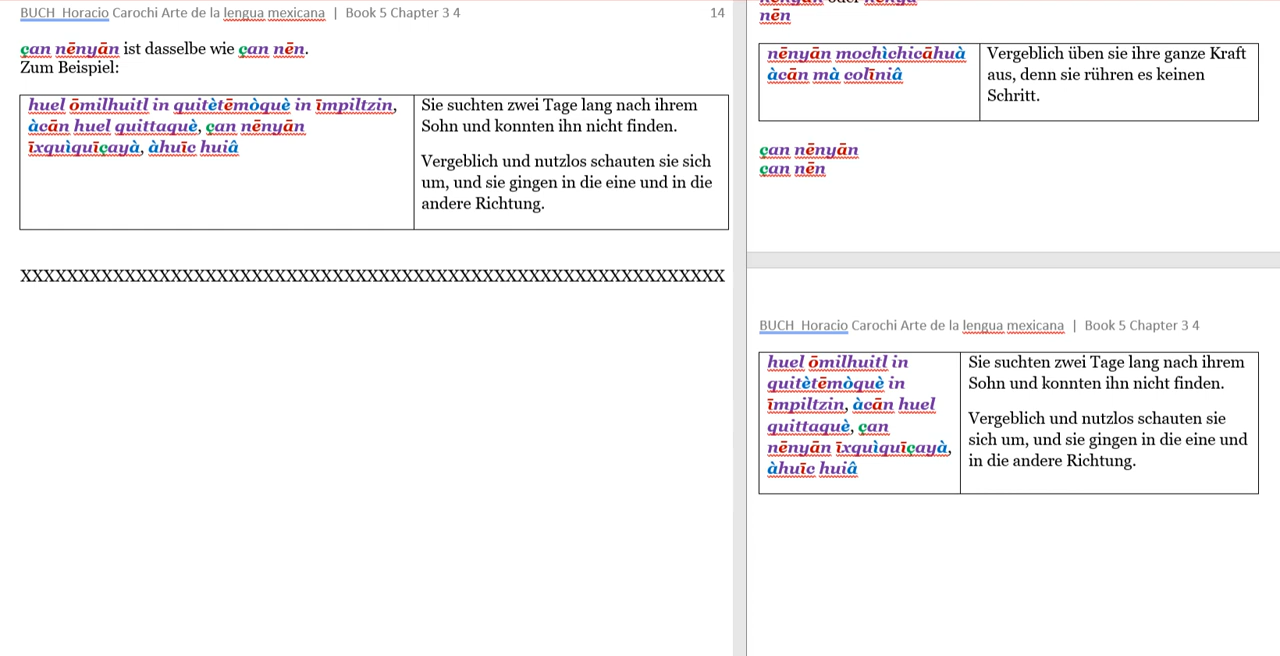 BUCH Horacio Carochi Arte de la lengua mexicana | Book 5 Chapter 3 4 14
çan nēnyān ist dasselbe wie çan nēn.
Zum Beispiel:
huel ōmilhuitl in quitètēmòquè in īmpiltzin,
àcān huel quittaquè, çan nēnyān
īxquìquīçayà, àhuīc huiâ
Sie suchten zwei Tage lang nach ihrem
Sohn und konnten ihn nicht finden.
Vergeblich und nutzlos schauten sie sich
um, und sie gingen in die eine und in die
andere Richtung.
XXXXXXXXXXXXXXXXXXXXXXXXXXXXXXXXXXXXXXXXXXXXXXXXXXXXXXXXXXXXX
nēn
nēnyān mochìchicāhuà
àcān mà colīniâ
Vergeblich üben sie ihre ganze Kraft
aus, denn sie rühren es keinen
Schritt.
çan nēnyān
çan nēn
BUCH Horacio Carochi Arte de la lengua mexicana | Book 5 Chapter 3 4
huel ōmilhuitl in
quitètēmòquè in
īmpiltzin, àcān huel
quittaquè, çan
nēnyān īxquìquīçayà,
àhuīc huiâ
Sie suchten zwei Tage lang nach ihrem
Sohn und konnten ihn nicht finden.
Vergeblich und nutzlos schauten sie
sich um, und sie gingen in die eine und
in die andere Richtung.